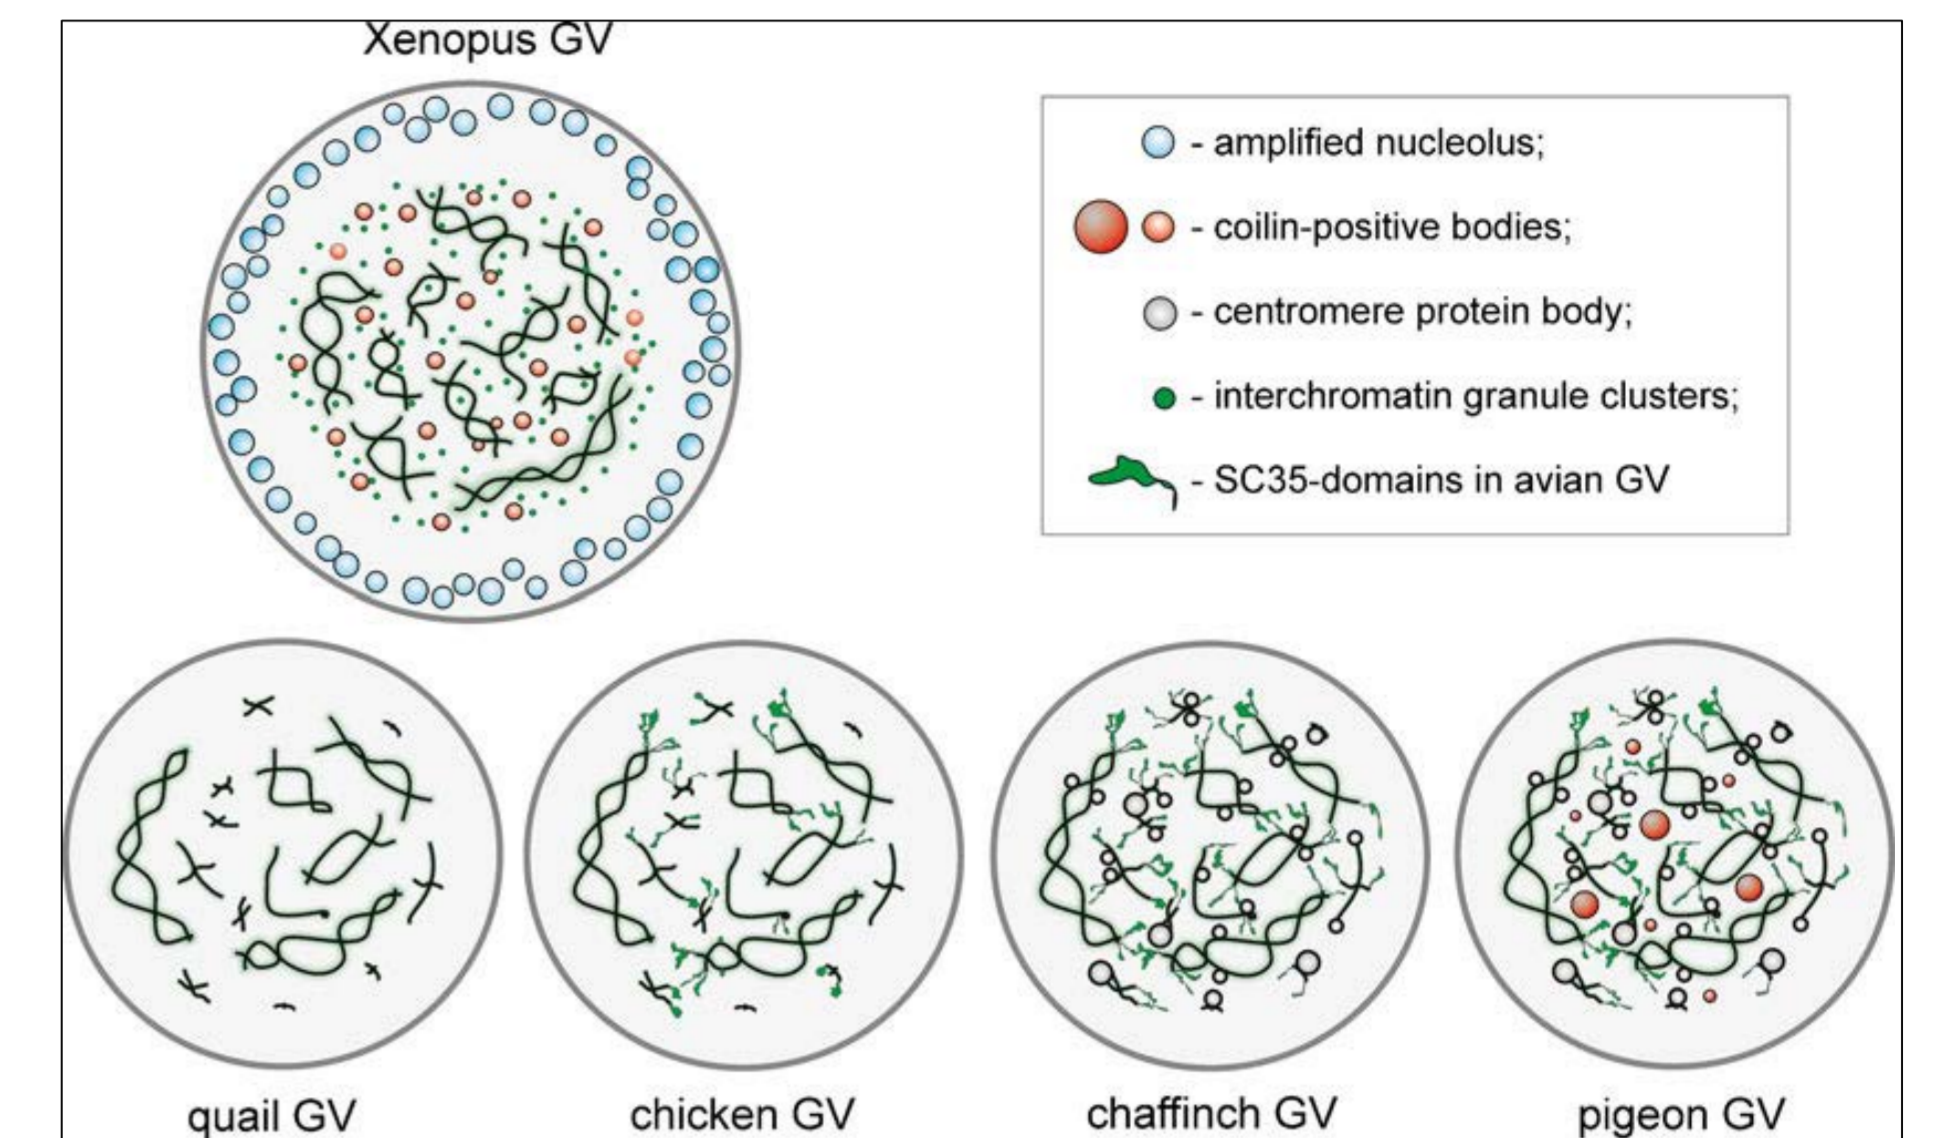 Xenopus GV
- amplified nucleolus;
- coilin-positive bodies;
- centromere protein body;
- interchromatin granule clusters;
- SC35-domains in avian GV
quail GV
chicken GV
chaffinch GV
pigeon GV